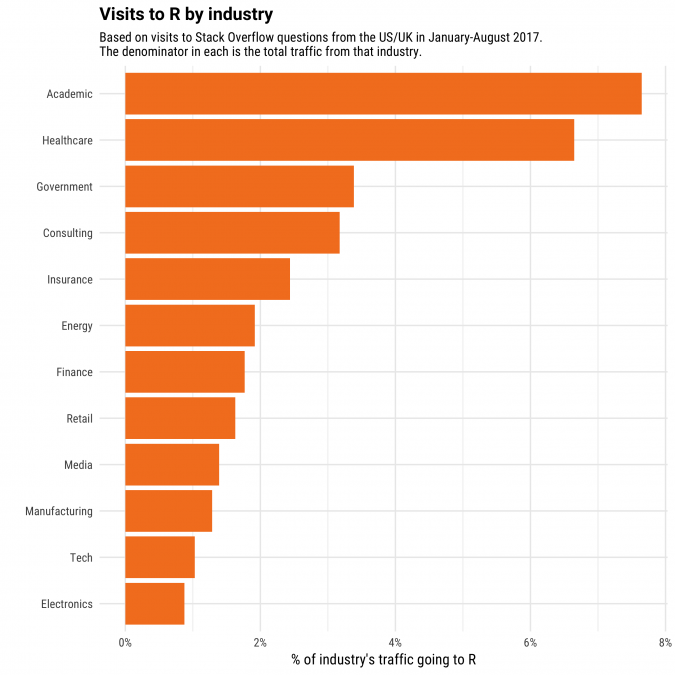 Visits to R by industry
Based on visits to Stack Overflow questions from the US/UK in January-August 2017.
The denominator in each is the total traffic from that industry.
Academic
Healthcare
Government
Consulting
Insurance
Energy
Finance
Retail
Media
Manufacturing
Tech
Electronics
0% 2% 4% 6% 8%
% of industry's traffic going to R